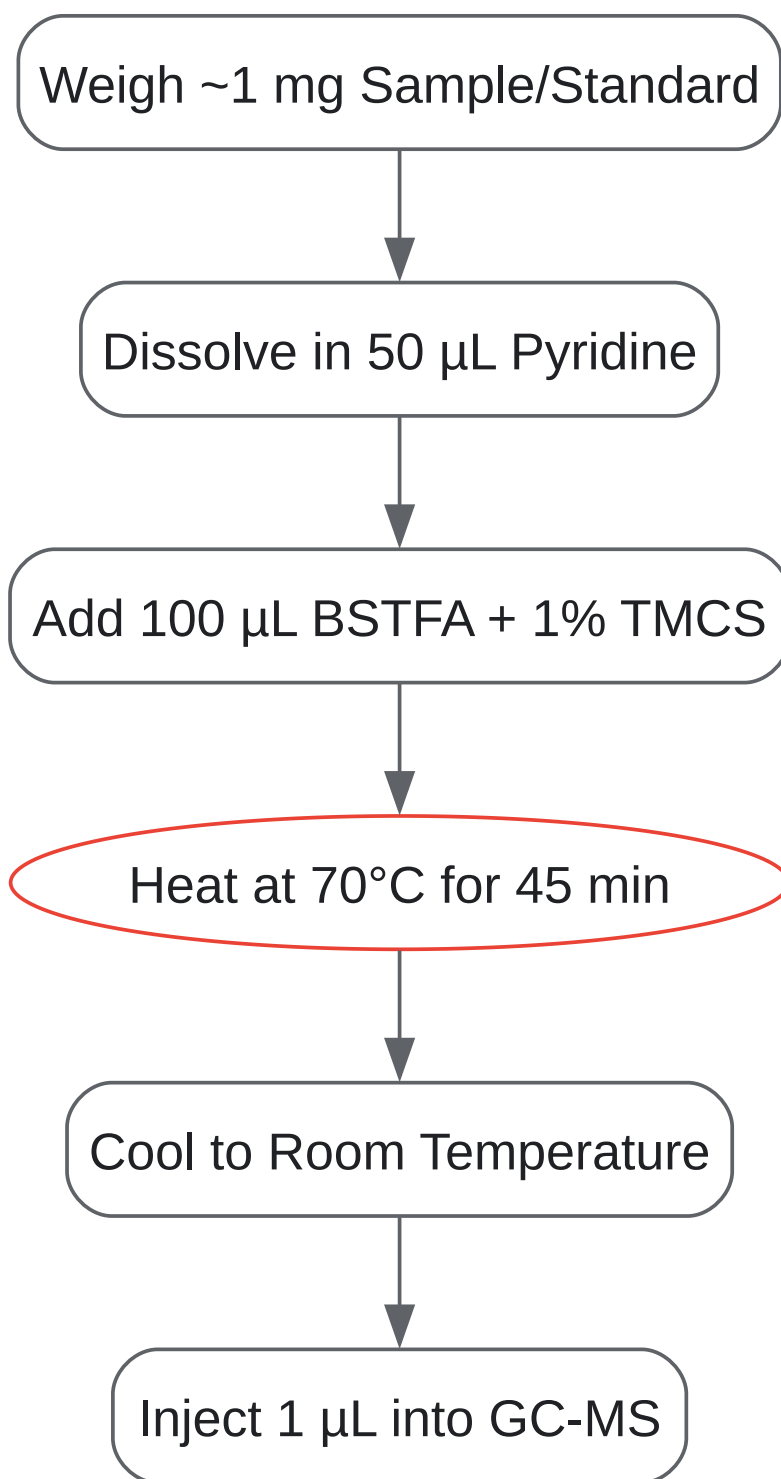 Weigh ~1 mg Sample/Standard
Dissolve in 50 µL Pyridine
Add 100 µL BSTFA + 1% TMCS
Heat at 70°C for 45 min
Cool to Room Temperature
Inject 1 µL into GC-MS